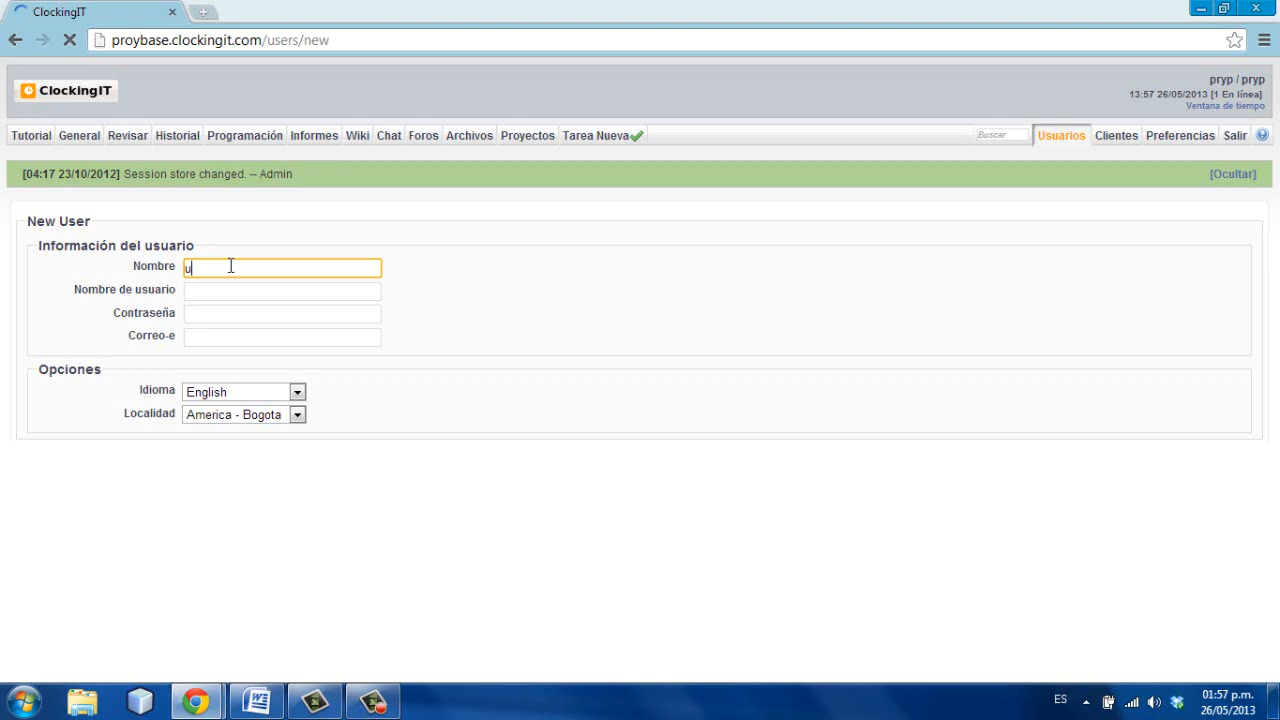 ClockingIT
proybase.clockingit.com/users/new
ClockingIT
pryp / pryp
13:57 26/05/2013 [1 En línea]
Ventana de tiempo
Tutorial General Revisar Historial Programación Informes Wiki Chat Foros Archivos Proyectos Tarea Nueva Buscar Usuarios Clientes Preferencias Salir
[04:17 23/10/2012] Session store changed. -- Admin [Ocultar]
New User
Información del usuario
Nombre u
Nombre de usuario
Contraseña
Correo-e
Opciones
Idioma English
Localidad America - Bogota
ES 01:57 p.m.
26/05/2013